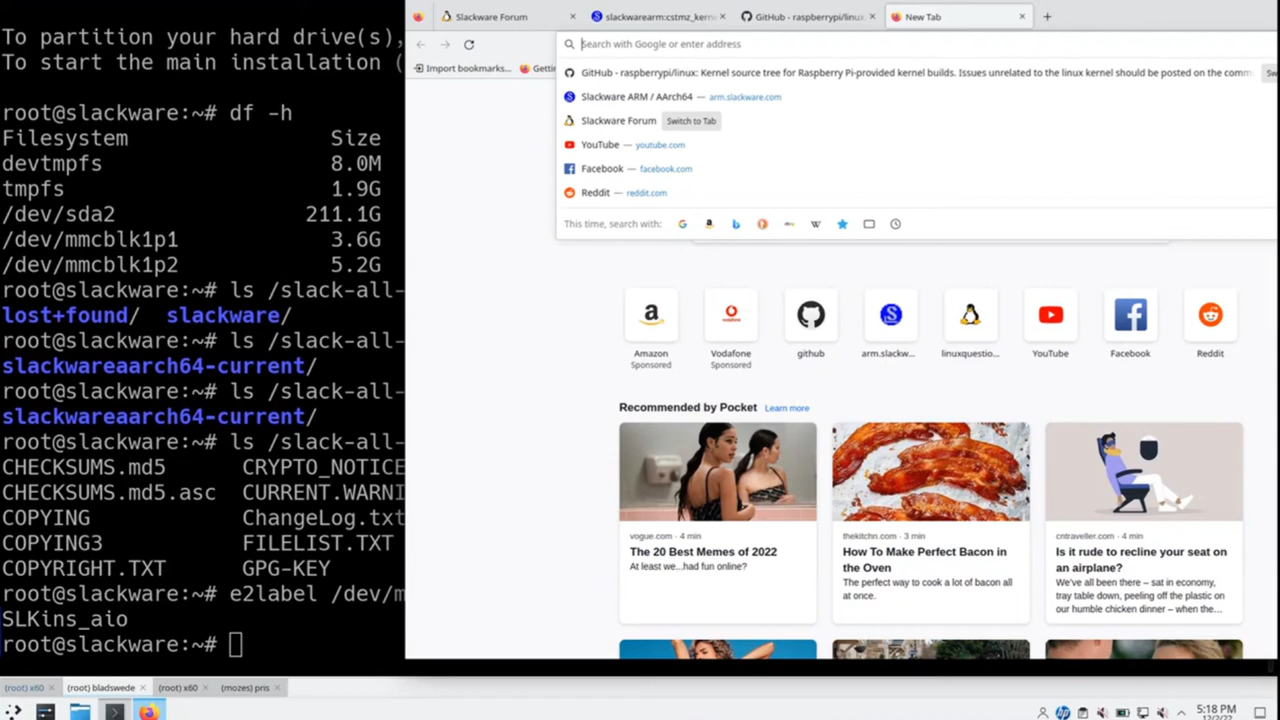 To partition your hard drive(s),
To start the main installation (
root@slackware:~# df -h
Filesystem Size
devtmpfs 8.0M
tmpfs 1.9G
/dev/sda2 211.1G
/dev/mmcblk1p1 3.6G
/dev/mmcblk1p2 5.2G
root@slackware:~# ls /slack-all-
lost+found/ slackware/
root@slackware:~# ls /slack-all-
slackwareaarch64-current/
root@slackware:~# ls /slack-all-
slackwareaarch64-current/
root@slackware:~# ls /slack-all-
CHECKSUMS.md5 CRYPTO_NOTICE
CHECKSUMS.md5.asc CURRENT.WARNI
COPYING ChangeLog.txt
COPYING3 FILELIST.TXT
COPYRIGHT.TXT GPG-KEY
root@slackware:~# e2label /dev/m
SLKins_aio
root@slackware:~#
Slackware Forum
slackwarearm:cstmz_kerne
GitHub - raspberrypi/linux:
New Tab
Search with Google or enter address
Import bookmarks...
Gettin
GitHub - raspberrypi/linux: Kernel source tree for Raspberry Pi-provided kernel builds. Issues unrelated to the linux kernel should be posted on the comm
Sw
Slackware ARM / AArch64 — arm.slackware.com
Slackware Forum Switch to Tab
YouTube — youtube.com
Facebook — facebook.com
Reddit — reddit.com
This time, search with:
Amazon
Sponsored
Vodafone
Sponsored
github
arm.slackw...
linuxquestio...
YouTube
Facebook
Reddit
Recommended by Pocket Learn more
vogue.com · 4 min
The 20 Best Memes of 2022
At least we...had fun online?
thekitchn.com · 3 min
How To Make Perfect Bacon in
the Oven
The perfect way to cook a lot of bacon all
at once.
cntraveller.com · 4 min
Is it rude to recline your seat on
an airplane?
We've all been there – sat in economy,
tray table down, peeling off the plastic on
our humble chicken dinner – when the...
(root) x60
(root) bladswede
(root) x60
(mozes) pris
5:18 PM
12/2/22